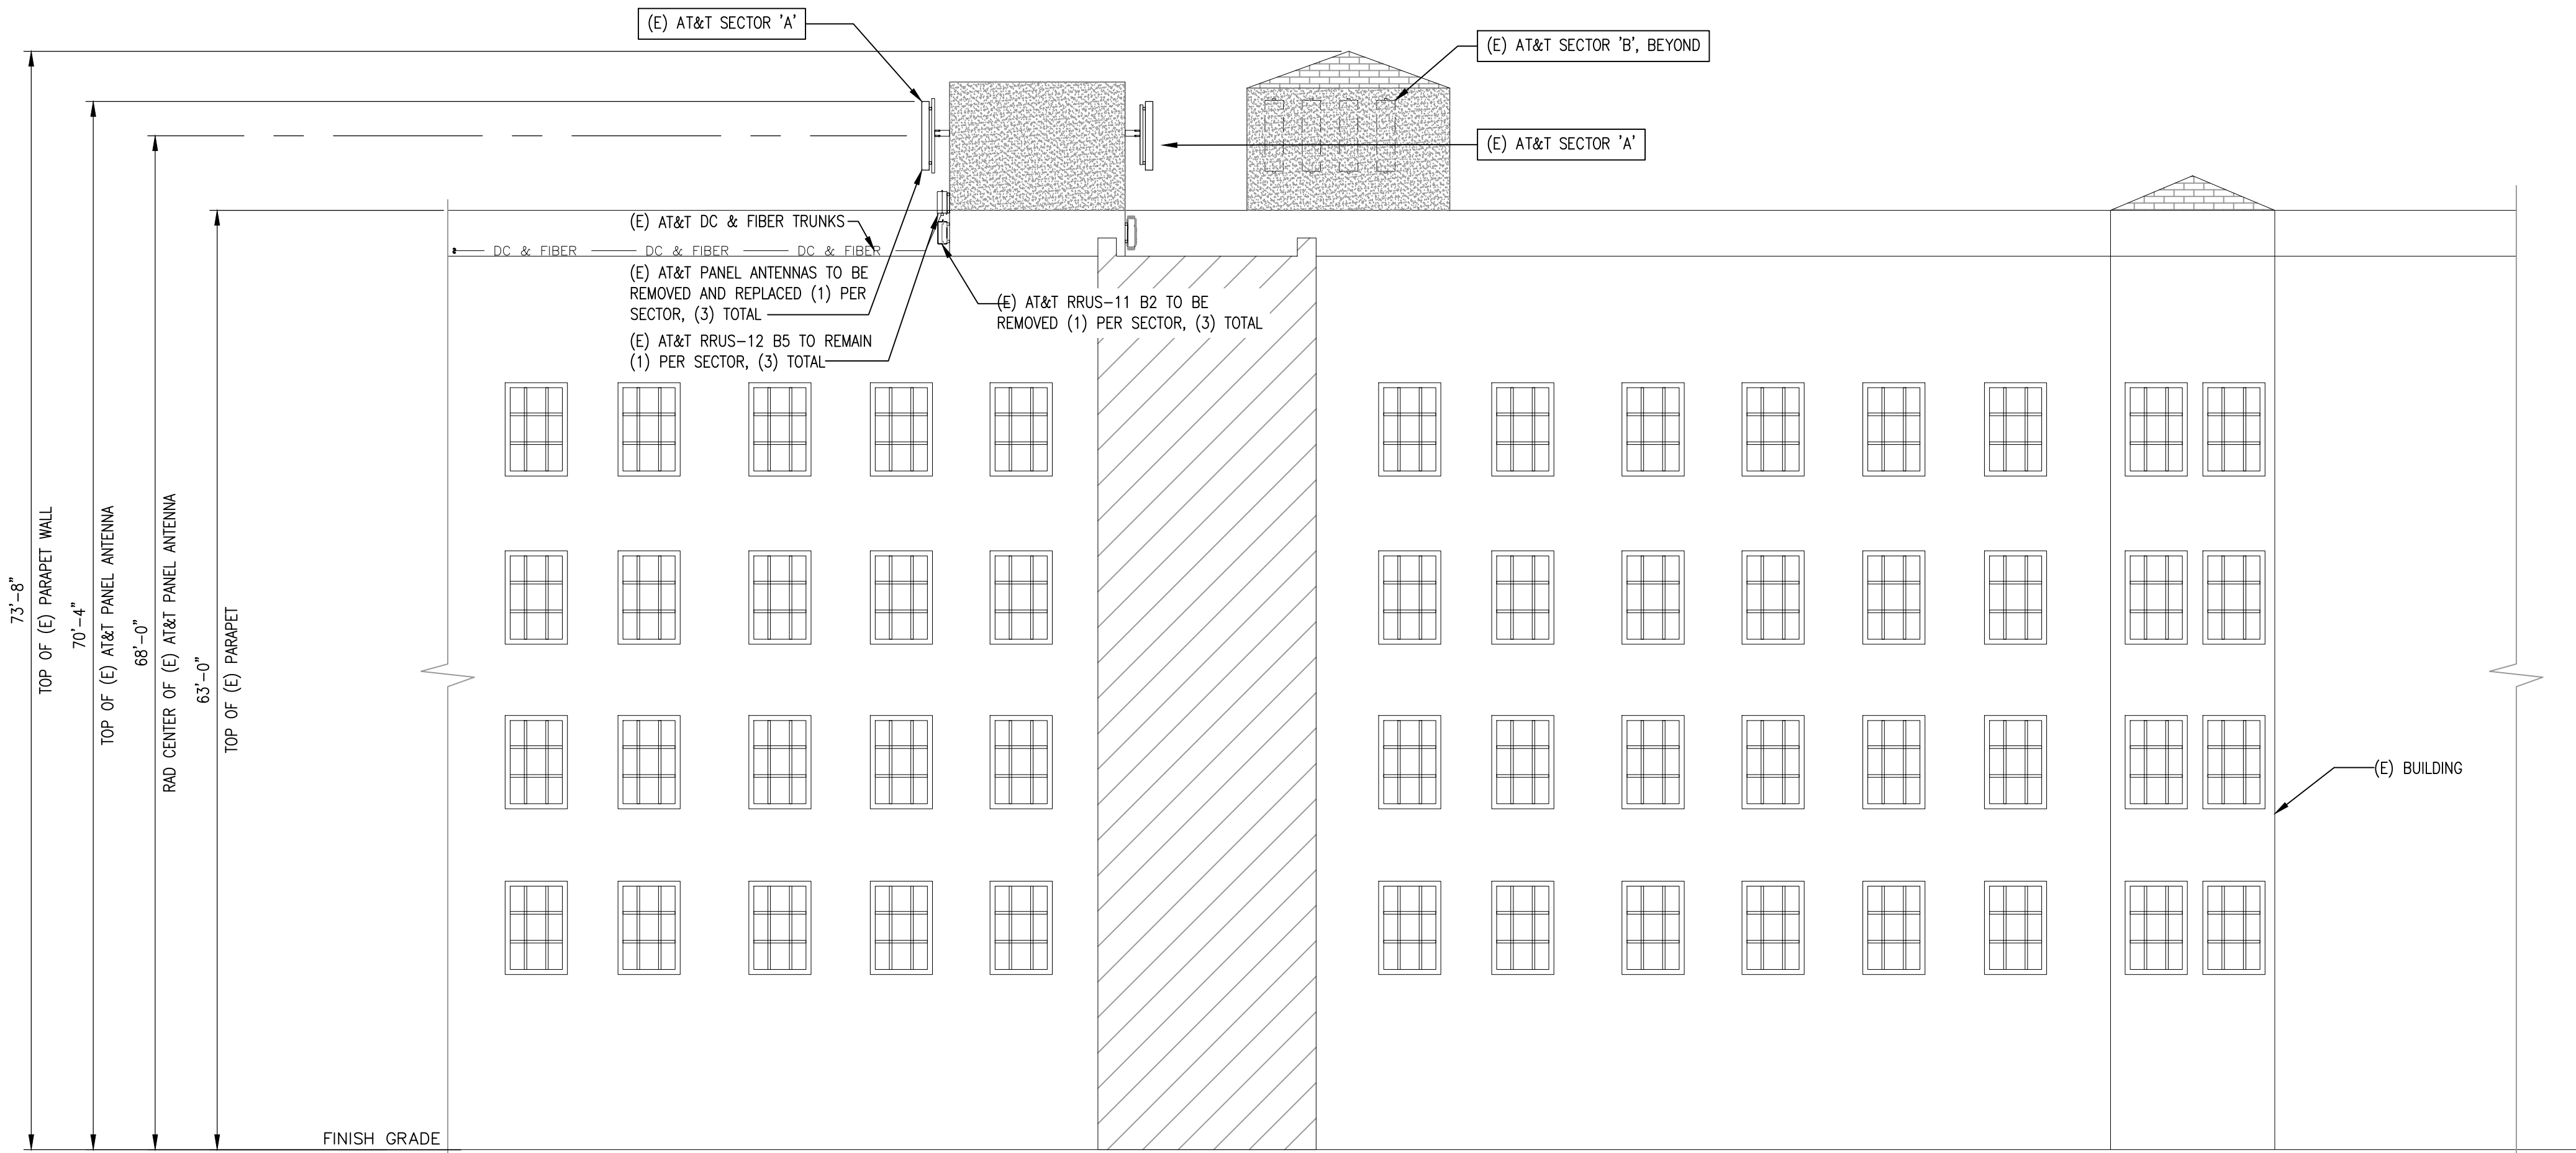 (E) AT&T SECTOR 'A'
(E) AT&T SECTOR 'B', BEYOND
(E) AT&T SECTOR 'A'
(E) AT&T DC & FIBER TRUNKS
DC & FIBER
DC & FIBER
DC & FIBER
(E) AT&T PANEL ANTENNAS TO BE
REMOVED AND REPLACED (1) PER
SECTOR, (3) TOTAL
(E) AT&T RRUS-12 B5 TO REMAIN
(1) PER SECTOR, (3) TOTAL
(E) AT&T RRUS-11 B2 TO BE
REMOVED (1) PER SECTOR, (3) TOTAL
73'-8"
TOP OF (E) PARAPET WALL
70'-4"
TOP OF (E) AT&T PANEL ANTENNA
68'-0"
RAD CENTER OF (E) AT&T PANEL ANTENNA
63'-0"
TOP OF (E) PARAPET
(E) BUILDING
FINISH GRADE